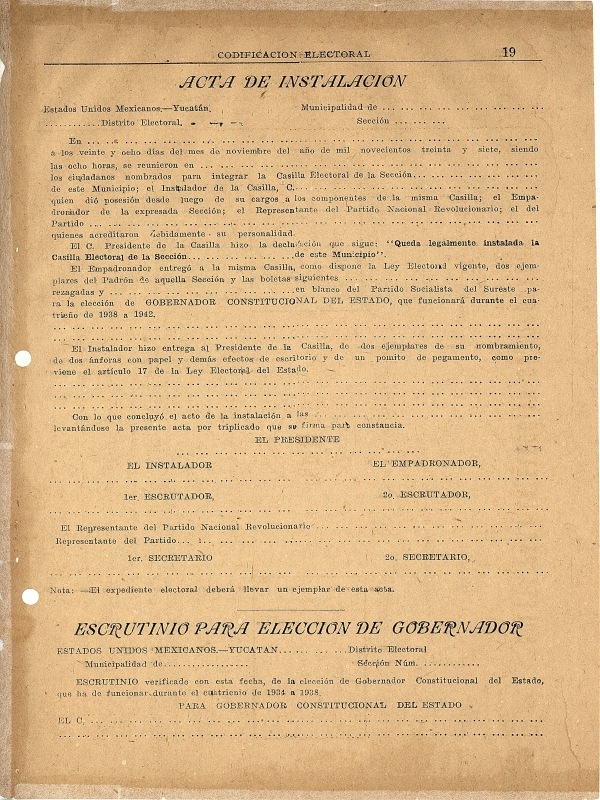 CODIFICACION ELECTORAL 19
ACTA DE INSTALACION
Estados Unidos Mexicanos.—Yucatán. Municipalidad de ......................
............Distrito Electoral. Sección ........
En ......................
a los veinte y ocho días del mes de noviembre del año de mil novecientos treinta y siete, siendo
las ocho horas, se reunieron en ......................
los ciudadanos nombrados para integrar la Casilla Electoral de la Sección......................
de este Municipio; el Instalador de la Casilla, C......................
quien dió posesión desde luego de su cargos a los componentes de la misma Casilla; el Empa-
dronador de la expresada Sección; el Representante del Partido Nacional Revolucionario; el del
Partido ......................
quienes acreditaron debidamente su personalidad.
El C. Presidente de la Casilla hizo la declaración que sigue: "Queda legalmente instalada la
Casilla Electoral de la Sección......................de este Municipio".
El Empadronador entregó a la misma Casilla, como dispone la Ley Electoral vigente, dos ejem-
plares del Padrón de aquella Sección y las boletas siguientes ......................
rezagadas y ......................en blanco del Partido Socialista del Sureste pa-
ra la elección de GOBERNADOR CONSTITUCIONAL DEL ESTADO, que funcionará durante el cua-
trieño de 1938 a 1942.
......................
......................
El Instalador hizo entrega al Presidente de la Casilla, de dos ejemplares de su nombramiento,
de dos ánforas con papel y demás efectos de escritorio y de un pomito de pegamento, como pre-
viene el artículo 17 de la Ley Electoral del Estado.
......................
......................
......................
Con lo que concluyó el acto de la instalación a las ......................
levantándose la presente acta por triplicado que se firma para constancia.
EL PRESIDENTE
......................
EL INSTALADOR EL EMPADRONADOR,
......................
1er. ESCRUTADOR, 2o. ESCRUTADOR,
......................
El Representante del Partido Nacional Revolucionario......................
Representante del Partido......................
1er. SECRETARIO 2o. SECRETARIO,
......................
Nota: —El expediente electoral deberá llevar un ejemplar de esta acta.
ESCRUTINIO PARA ELECCION DE GOBERNADOR
ESTADOS UNIDOS MEXICANOS.—YUCATAN............Distrito Electoral
Municipalidad de.................. Sección Núm. ............
ESCRUTINIO verificado con esta fecha, de la elección de Gobernador Constitucional del Estado,
que ha de funcionar durante el cuatrienio de 1934 a 1938.
PARA GOBERNADOR CONSTITUCIONAL DEL ESTADO
EL C. ......................
......................